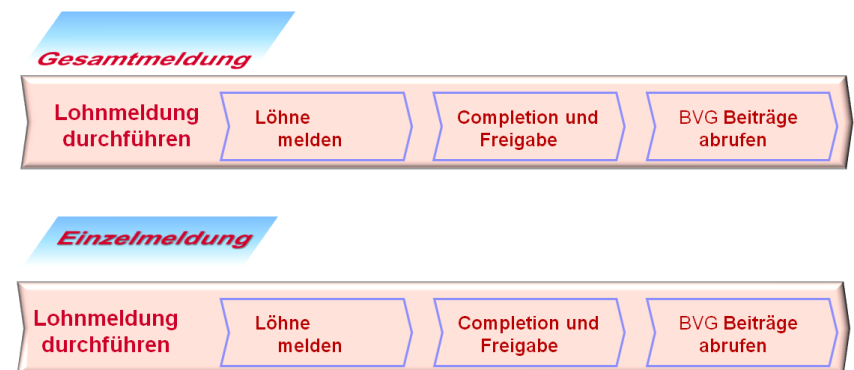 Gesamtmeldung
Lohnmeldung
durchführen
Löhne
melden
Completion und
Freigabe
BVG Beiträge
abrufen
Einzelmeldung
Lohnmeldung
durchführen
Löhne
melden
Completion und
Freigabe
BVG Beiträge
abrufen